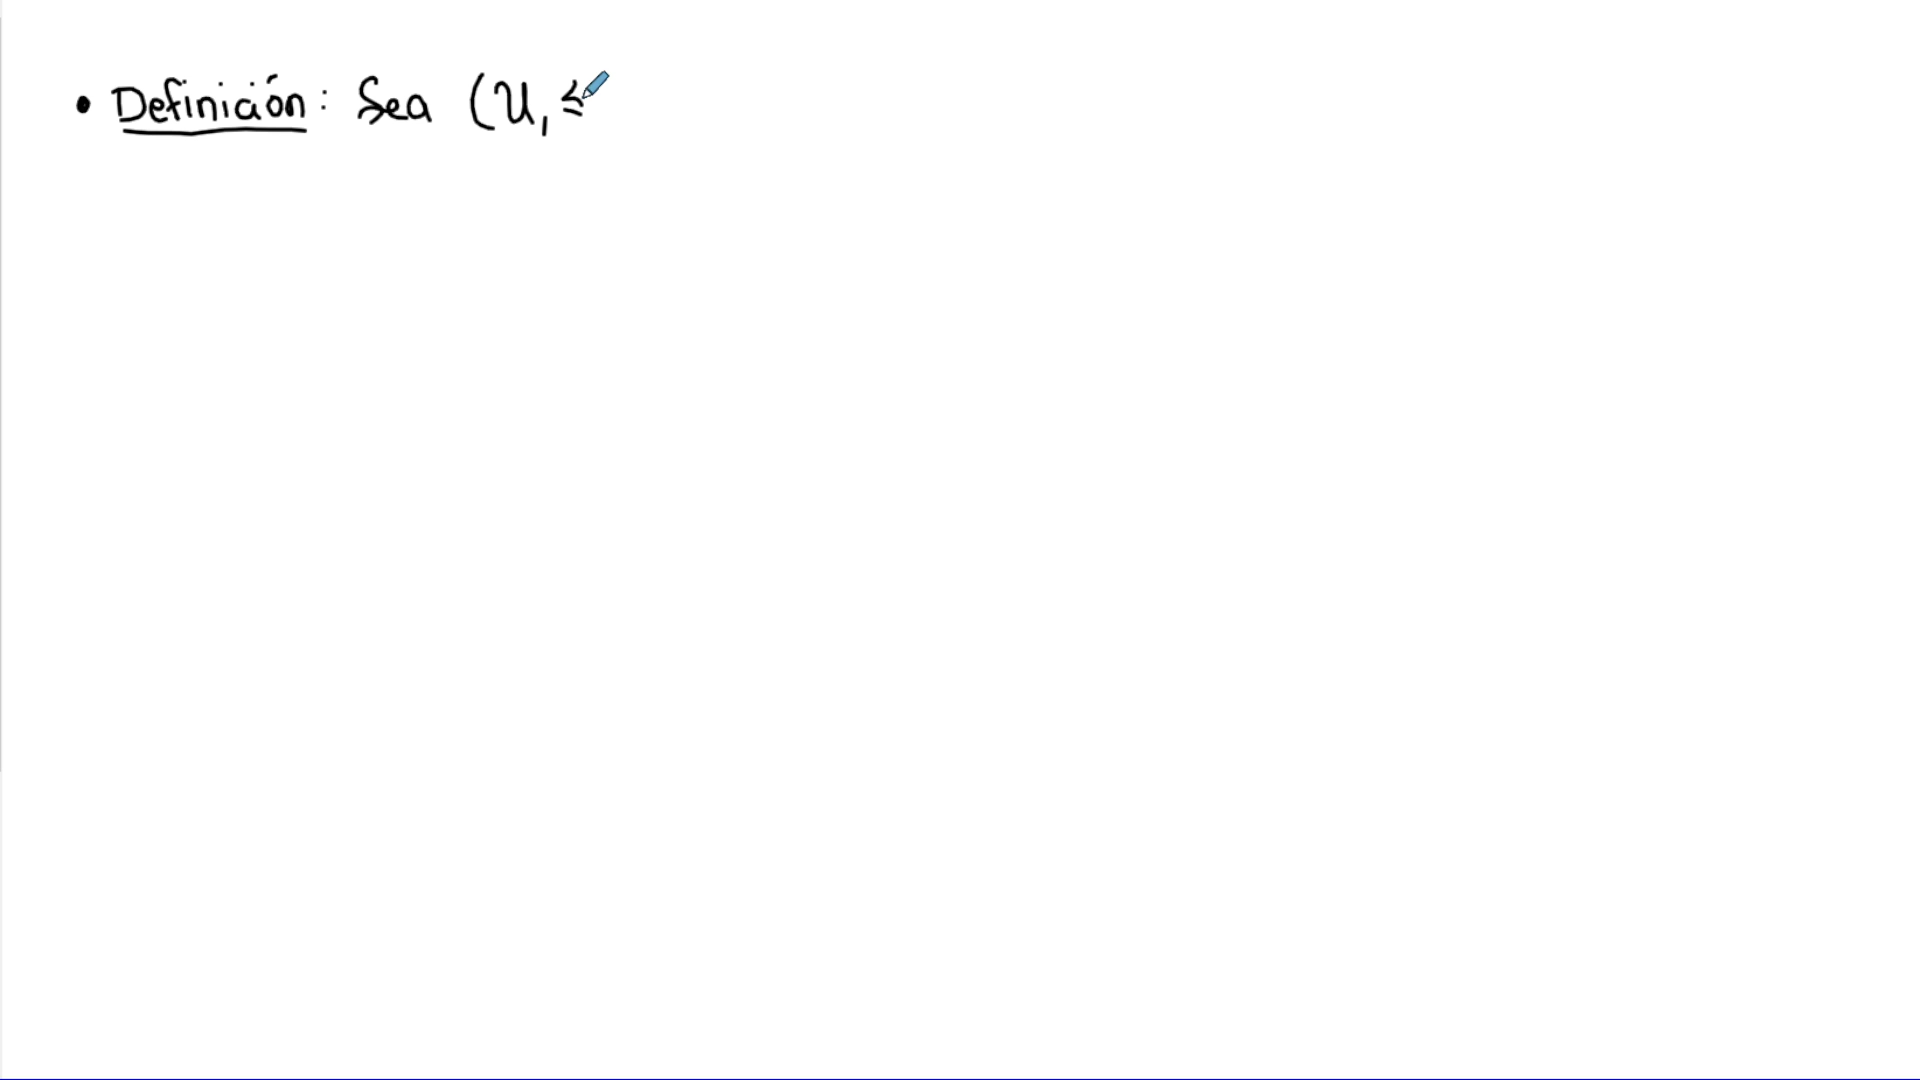 • Definición: Sea (U, ≤